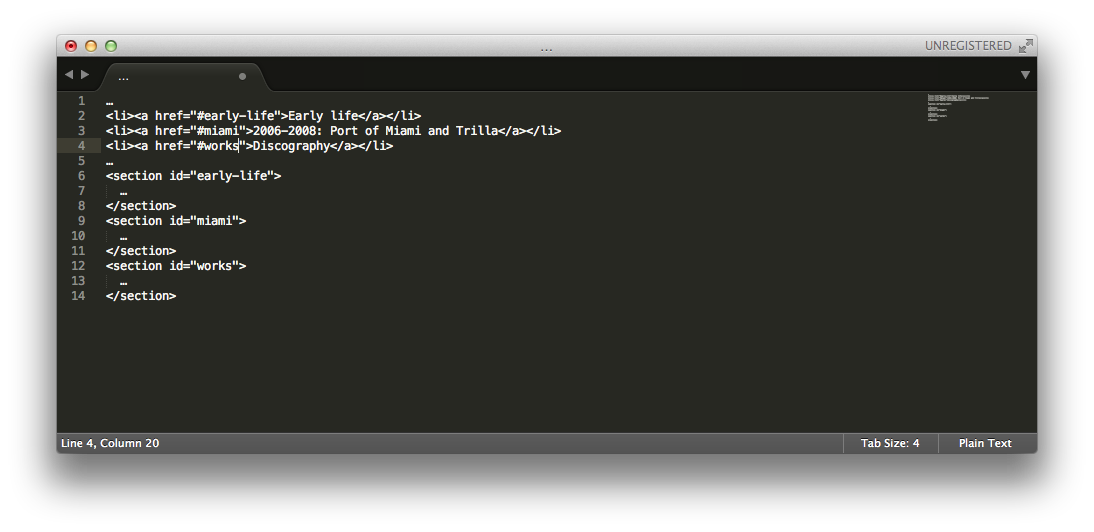 ...
UNREGISTERED
...
1 …
2 <li><a href="#early-life">Early life</a></li>
3 <li><a href="#miami">2006-2008: Port of Miami and Trilla</a></li>
4 <li><a href="#works">Discography</a></li>
5 …
6 <section id="early-life">
7   …
8 </section>
9 <section id="miami">
10   …
11 </section>
12 <section id="works">
13   …
14 </section>
Line 4, Column 20
Tab Size: 4
Plain Text